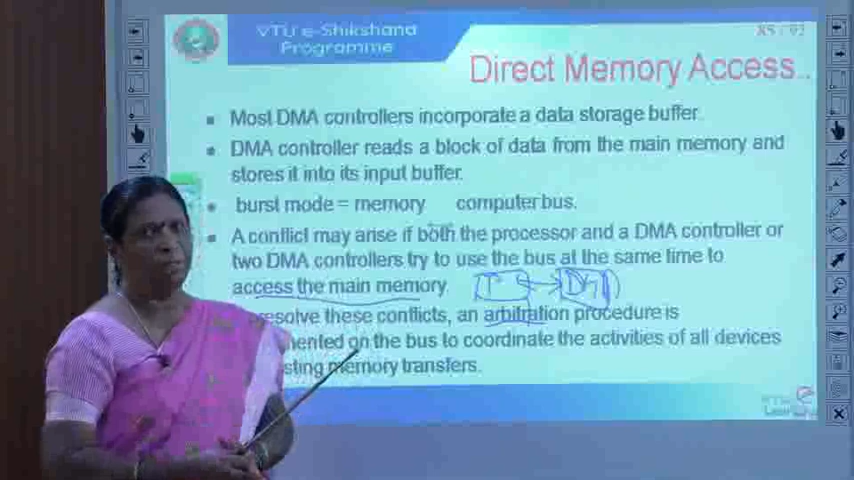 VTU e-Shikshana
Programme
85 / 93
Direct Memory Access..
Most DMA controllers incorporate a data storage buffer.
DMA controller reads a block of data from the main memory and
stores it into its input buffer.
burst mode = memory computer bus.
A conflict may arise if both the processor and a DMA controller or
two DMA controllers try to use the bus at the same time to
access the main memory.
resolve these conflicts, an arbitration procedure is
mented on the bus to coordinate the activities of all devices
sting memory transfers.